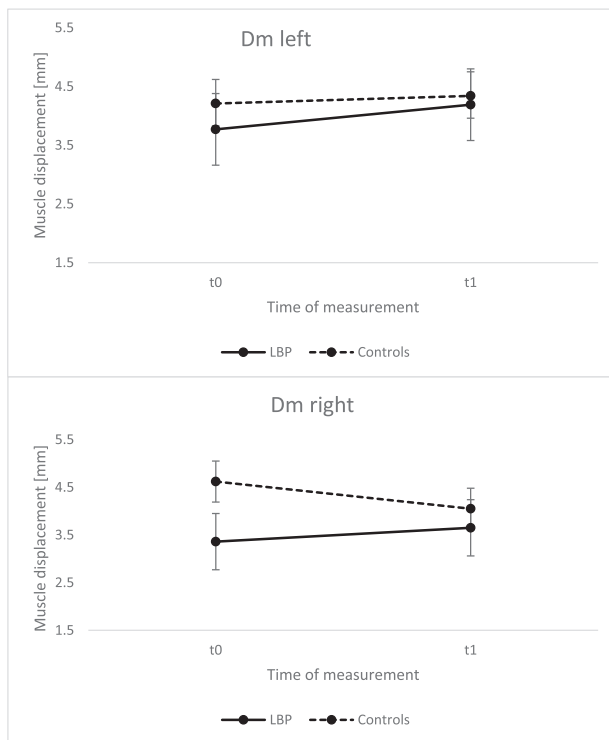 Dm left
Muscle displacement [mm]
5.5
4.5
3.5
2.5
1.5
t0 t1
Time of measurement
LBP Controls
Dm right
Muscle displacement [mm]
5.5
4.5
3.5
2.5
1.5
t0 t1
Time of measurement
LBP Controls